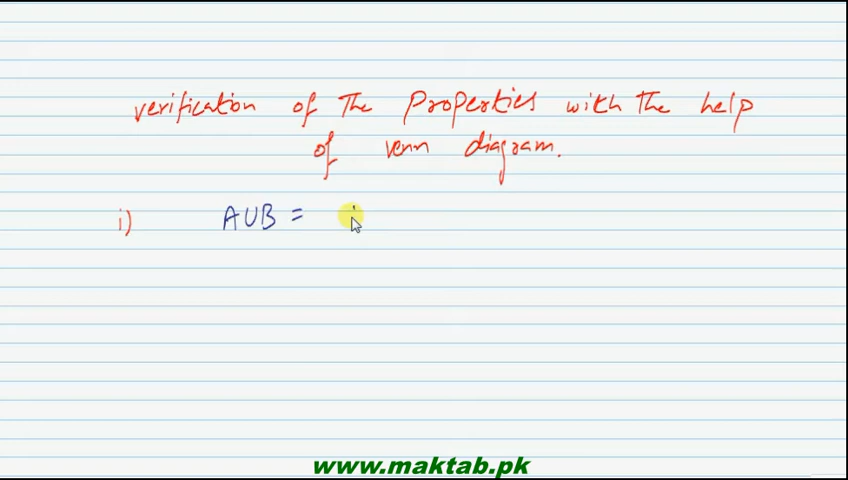 verification of The Properties with The help
of venn diagram.
i) AUB =
www.maktab.pk